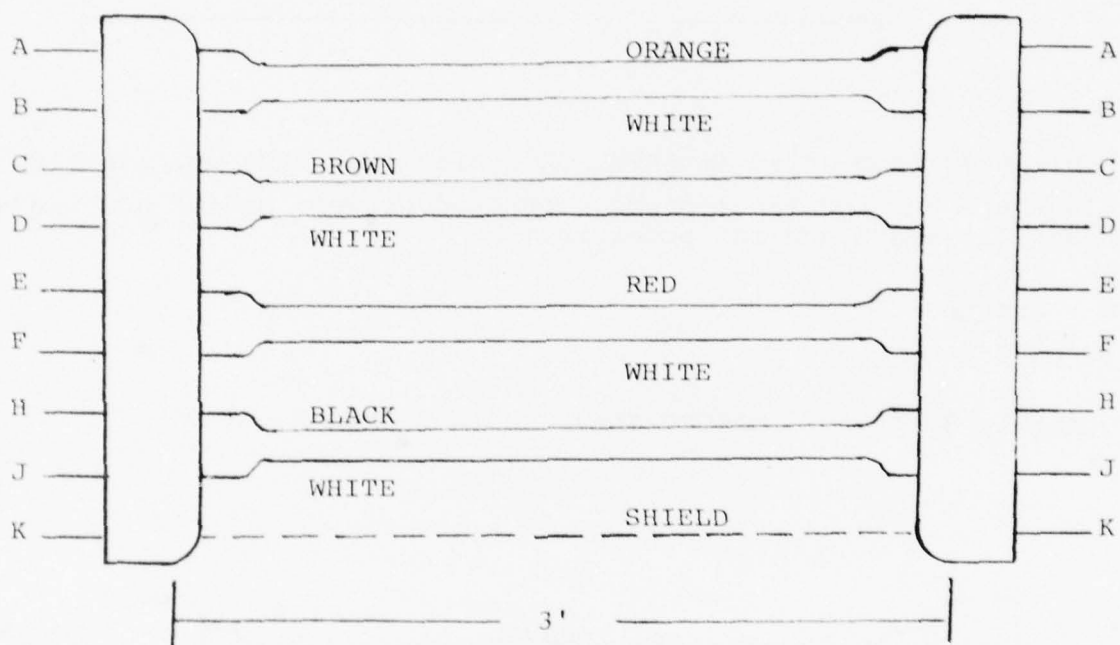 A ORANGE A
B WHITE B
C BROWN C
D WHITE D
E RED E
F WHITE F
H BLACK H
J WHITE J
K SHIELD K
3'